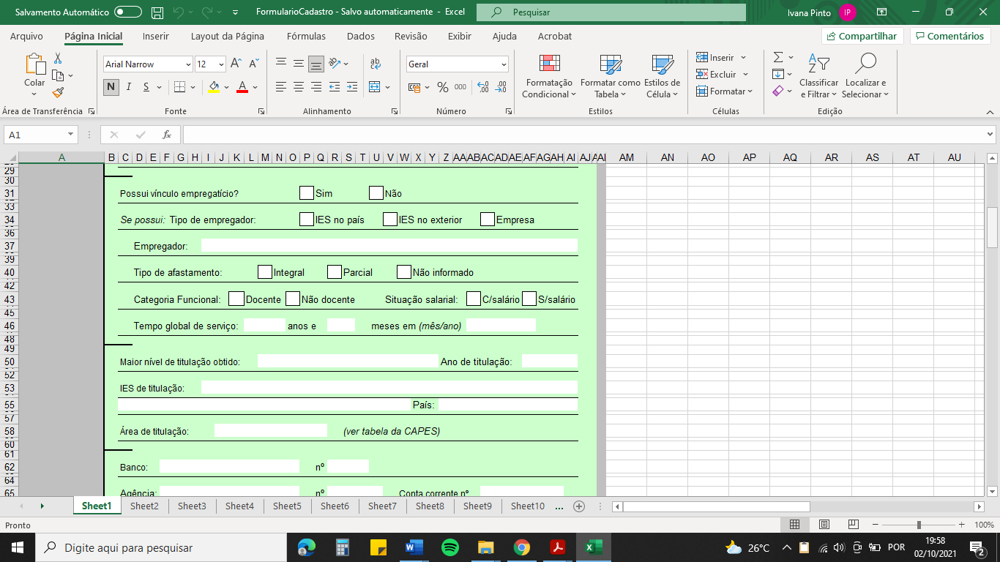 Salvamento Automático FormularioCadastro - Salvo automaticamente - Excel Pesquisar Ivana Pinto IP
Arquivo Página Inicial Inserir Layout da Página Fórmulas Dados Revisão Exibir Ajuda Acrobat Compartilhar Comentários
Colar
Arial Narrow 12
N I S
Geral
% 000
Formatação Condicional
Formatar como Tabela
Estilos de Célula
Inserir
Excluir
Formatar
Classificar e Filtrar
Localizar e Selecionar
Área de Transferência Fonte Alinhamento Número Estilos Células Edição
A1 fx
A B C D E F G H I J K L M N O P Q R S T U V W X Y Z AA AB AC AD AE AF AG AH AI AJ AM AN AO AP AQ AR AS AT AU
29
30
31 Possui vínculo empregatício? Sim Não
33
34 Se possui: Tipo de empregador: IES no país IES no exterior Empresa
36
37 Empregador:
39
40 Tipo de afastamento: Integral Parcial Não informado
42
43 Categoria Funcional: Docente Não docente Situação salarial: C/salário S/salário
45
46 Tempo global de serviço: anos e meses em (mês/ano)
48
49
50 Maior nível de titulação obtido: Ano de titulação:
52
53 IES de titulação:
55 País:
57
58 Área de titulação: (ver tabela da CAPES)
60
61
62 Banco: nº
64
65 Agência: nº Conta corrente nº
Sheet1 Sheet2 Sheet3 Sheet4 Sheet5 Sheet6 Sheet7 Sheet8 Sheet9 Sheet10 ...
Pronto 100%
Digite aqui para pesquisar 26°C POR 19:58
02/10/2021 2